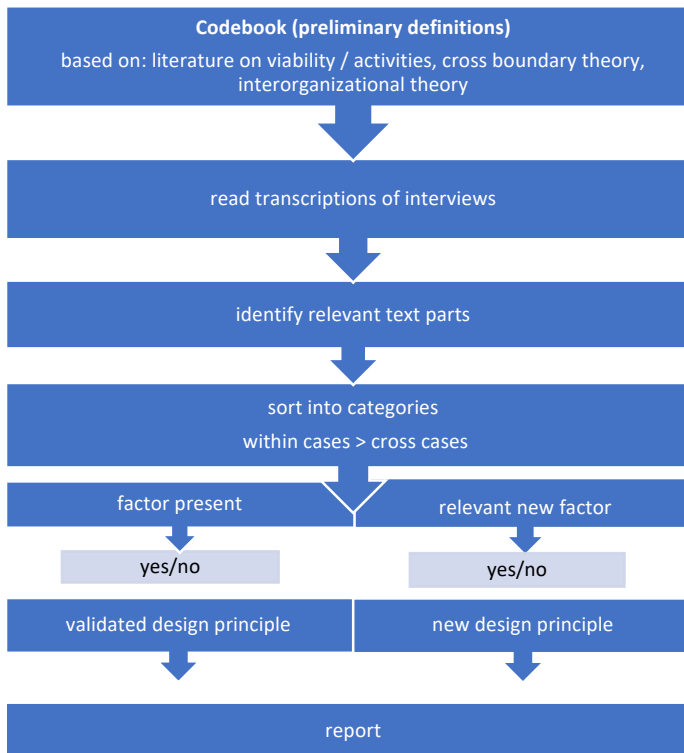 Codebook (preliminary definitions)
based on: literature on viability / activities, cross boundary theory,
interorganizational theory
read transcriptions of interviews
identify relevant text parts
sort into categories
within cases > cross cases
factor present
relevant new factor
yes/no
yes/no
validated design principle
new design principle
report